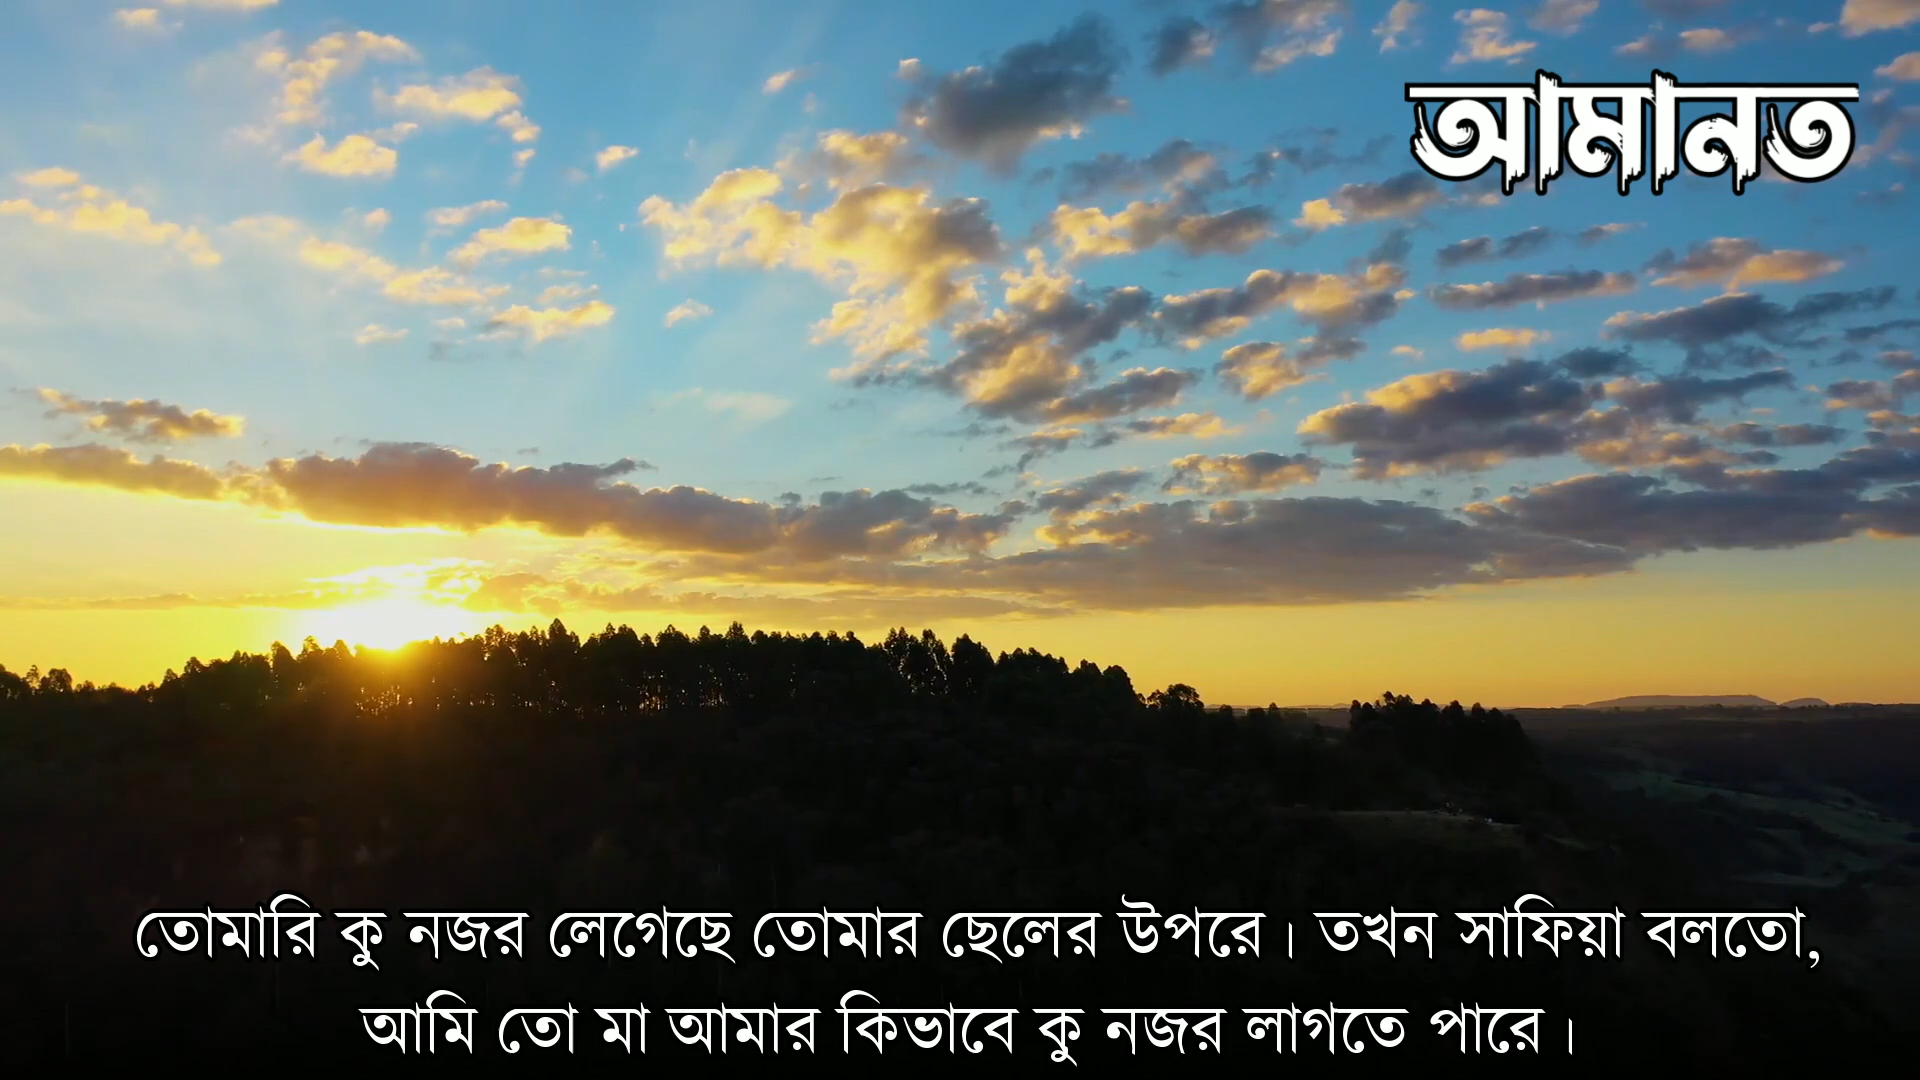 আমানত
তোমারি কু নজর লেগেছে তোমার ছেলের উপরে। তখন সাফিয়া বলতো,
আমি তো মা আমার কিভাবে কু নজর লাগতে পারে।